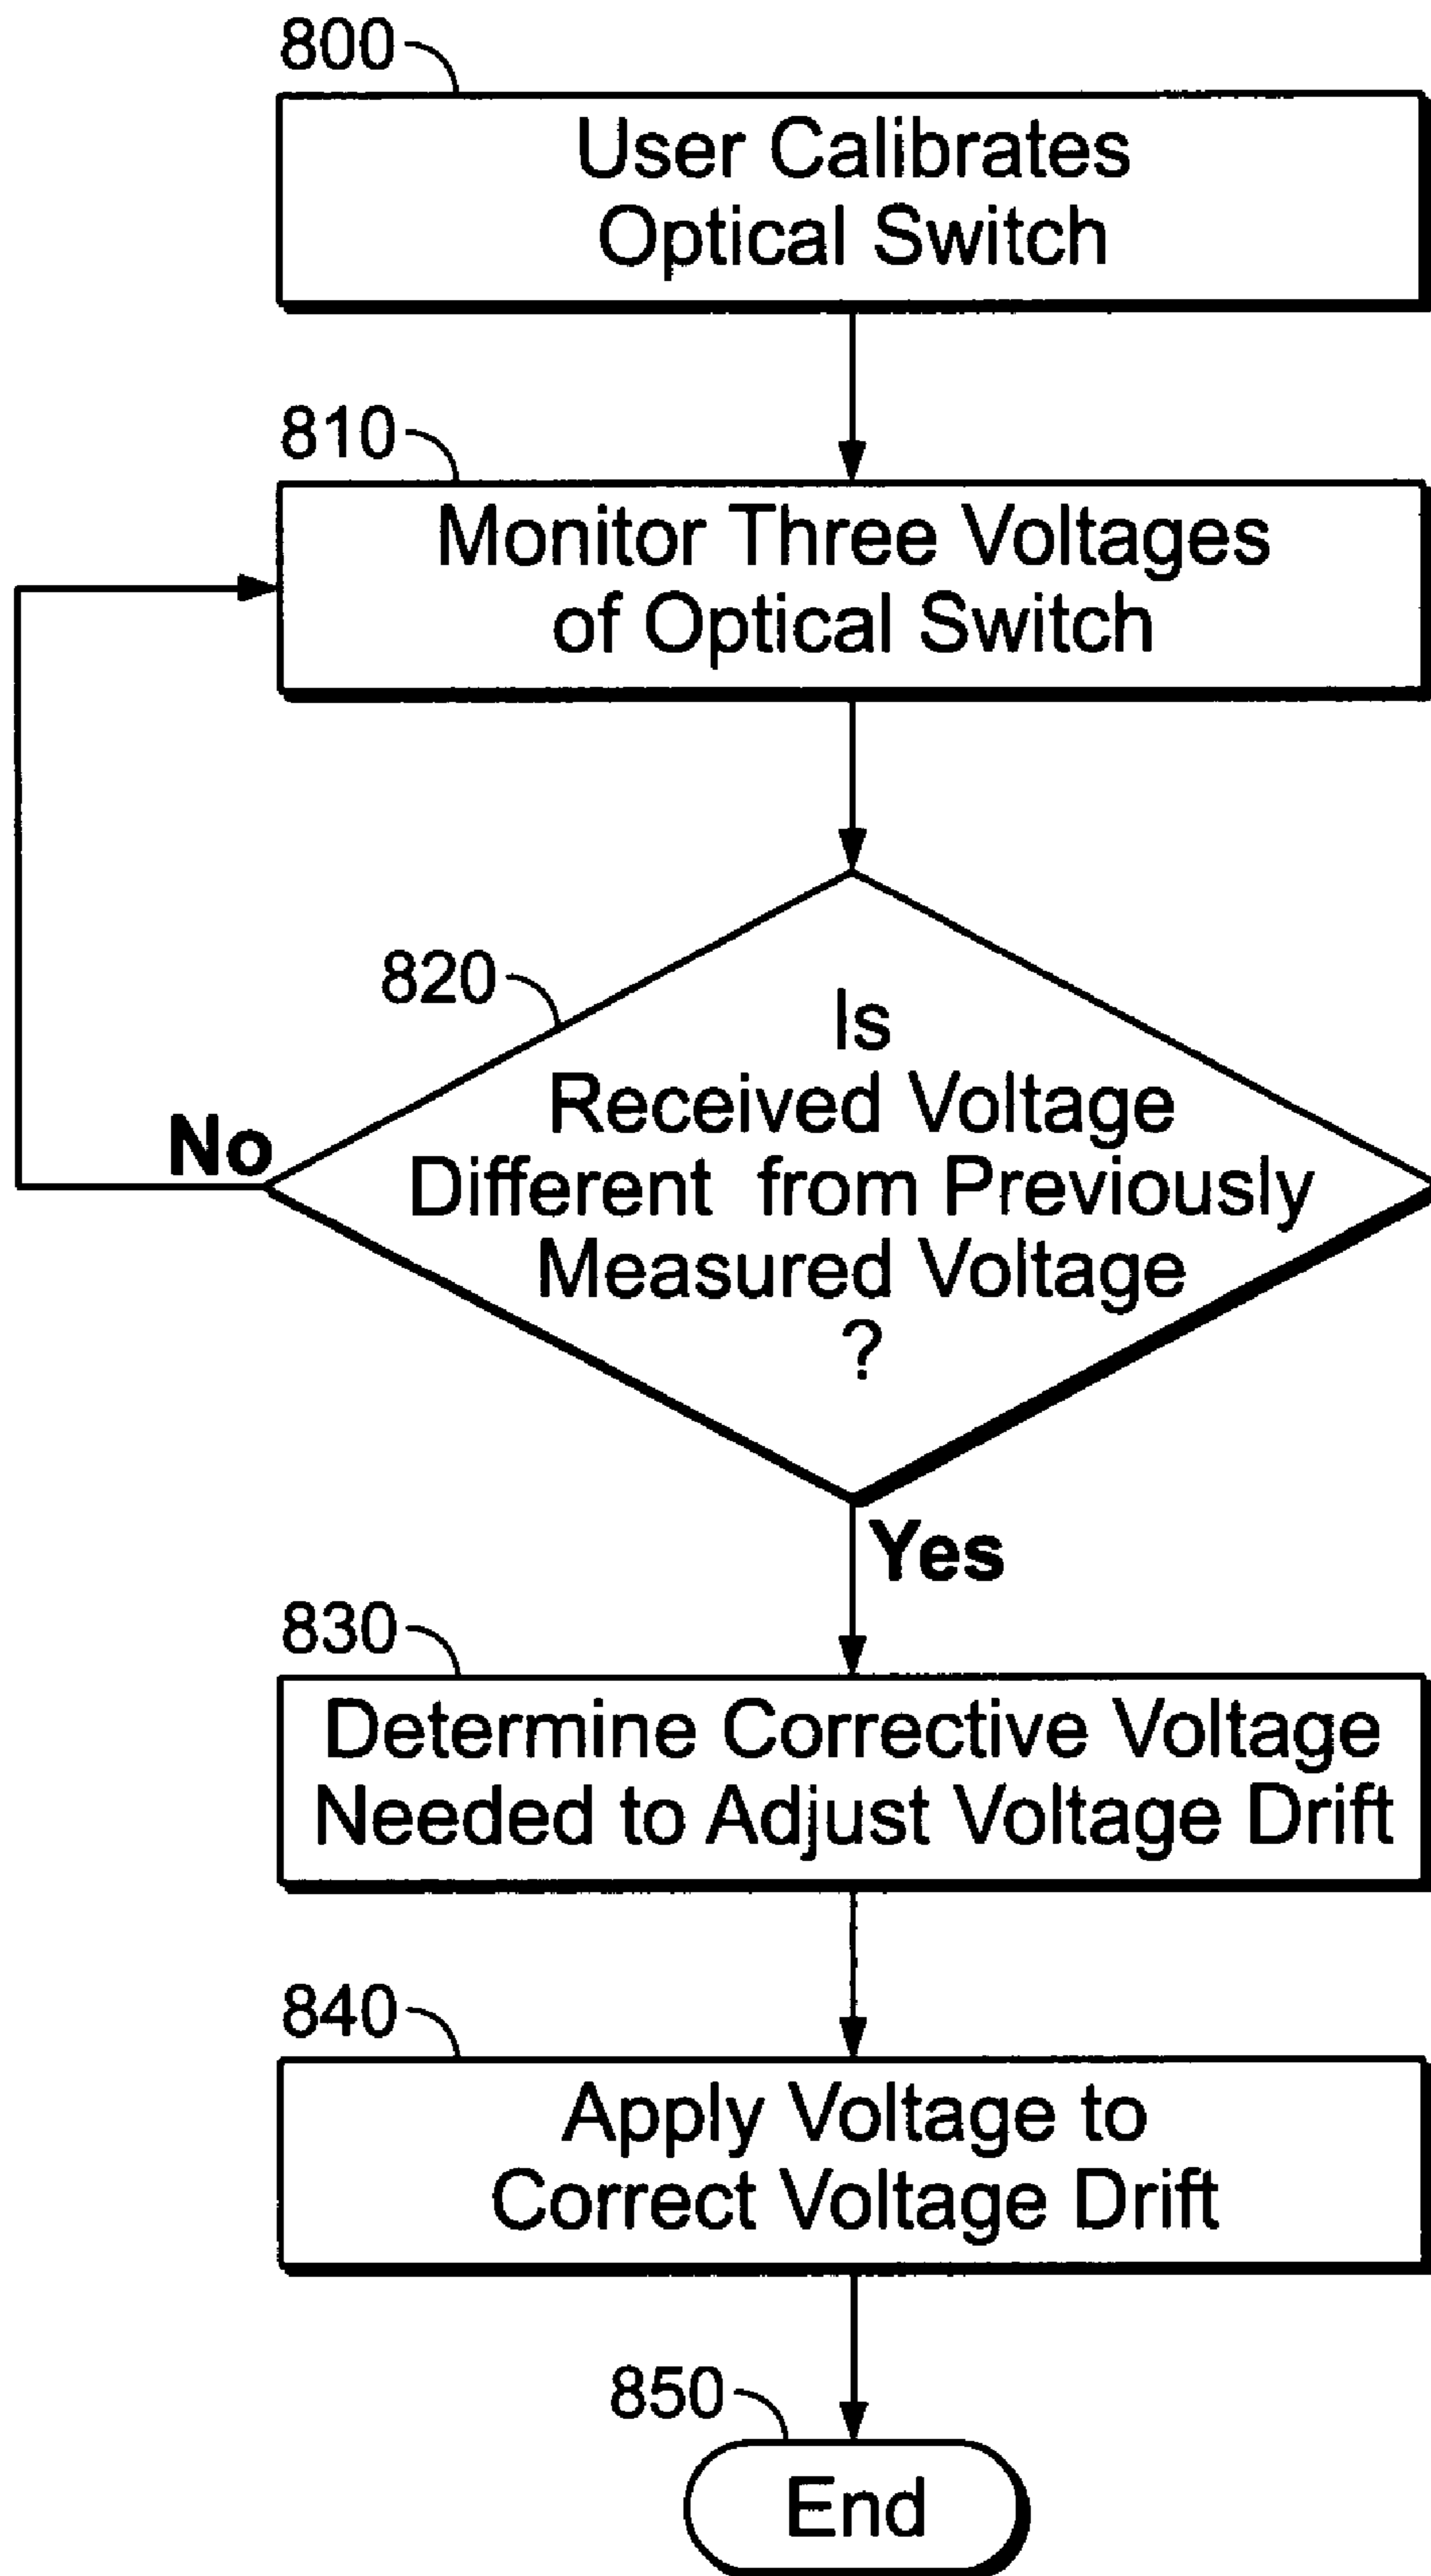 800
User Calibrates
Optical Switch
810
Monitor Three Voltages
of Optical Switch
820
Is
Received Voltage
Different from Previously
Measured Voltage
?
No
Yes
830
Determine Corrective Voltage
Needed to Adjust Voltage Drift
840
Apply Voltage to
Correct Voltage Drift
850
End